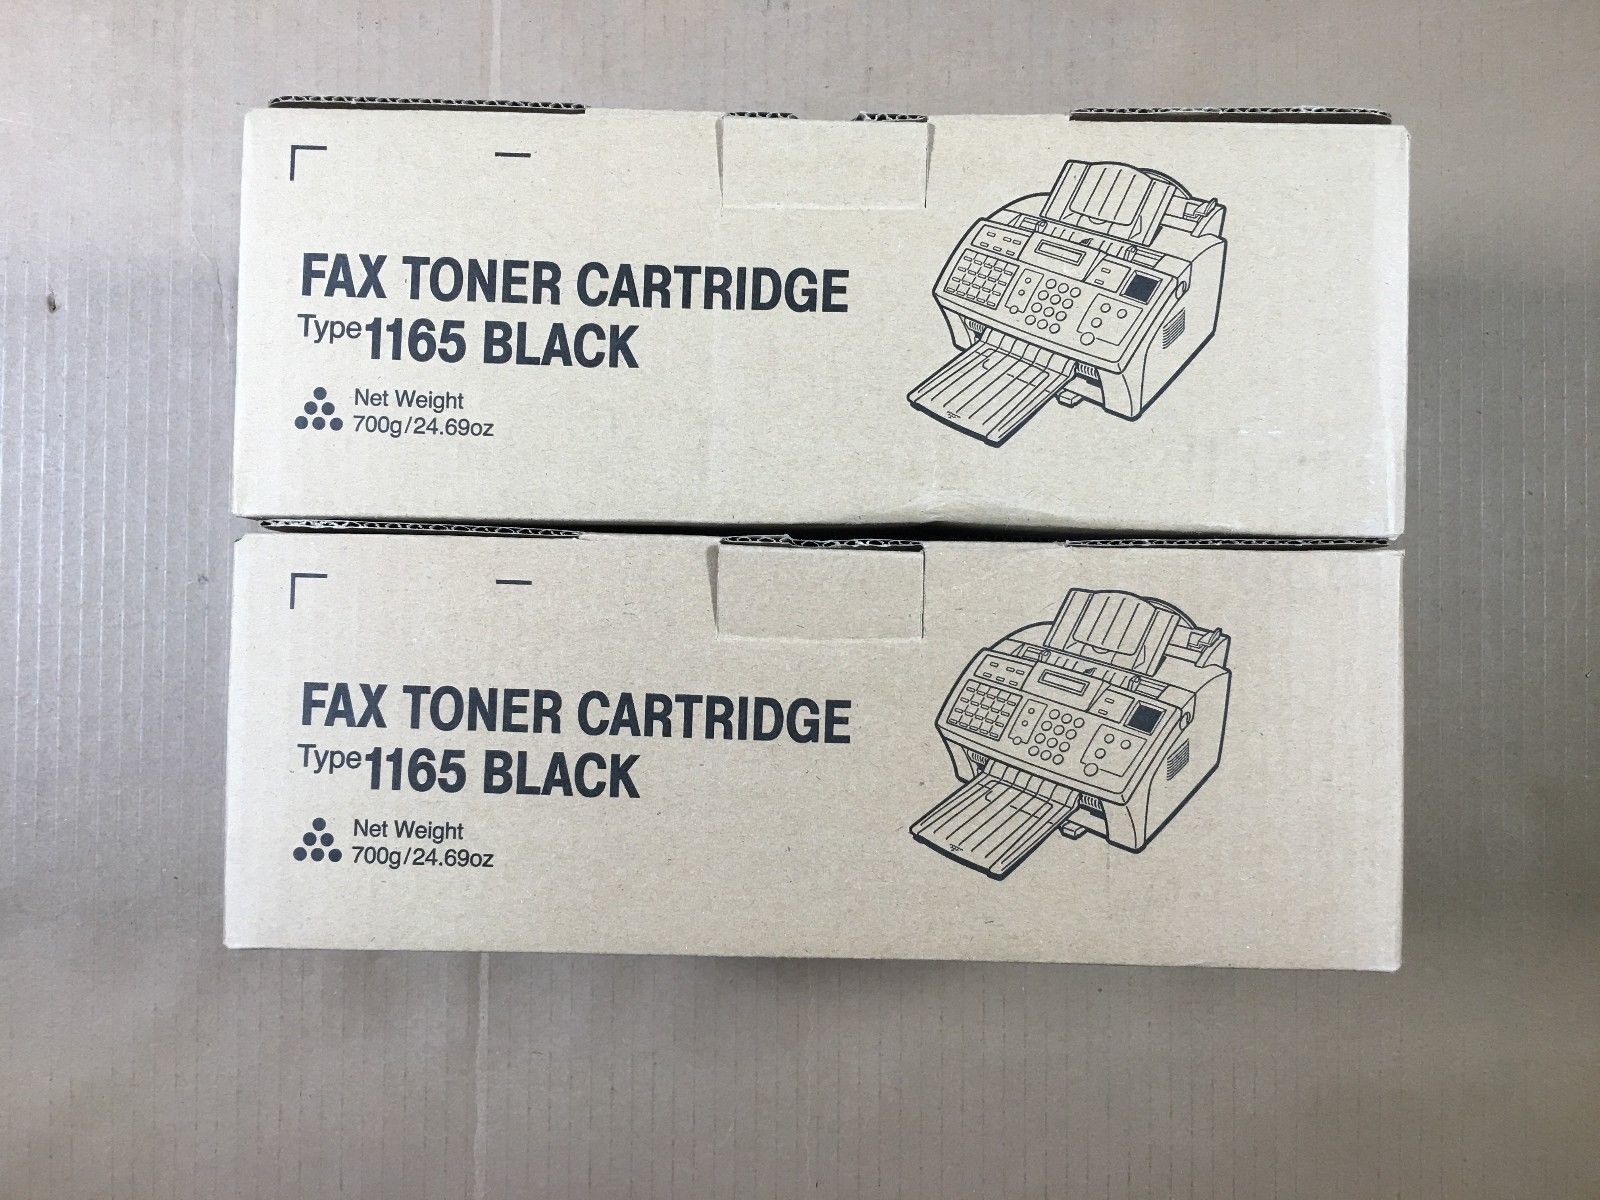 FAX TONER CARTRIDGE
Type 1165 BLACK
Net Weight
700g/24.69oz
FAX TONER CARTRIDGE
Type 1165 BLACK
Net Weight
700g/24.69oz